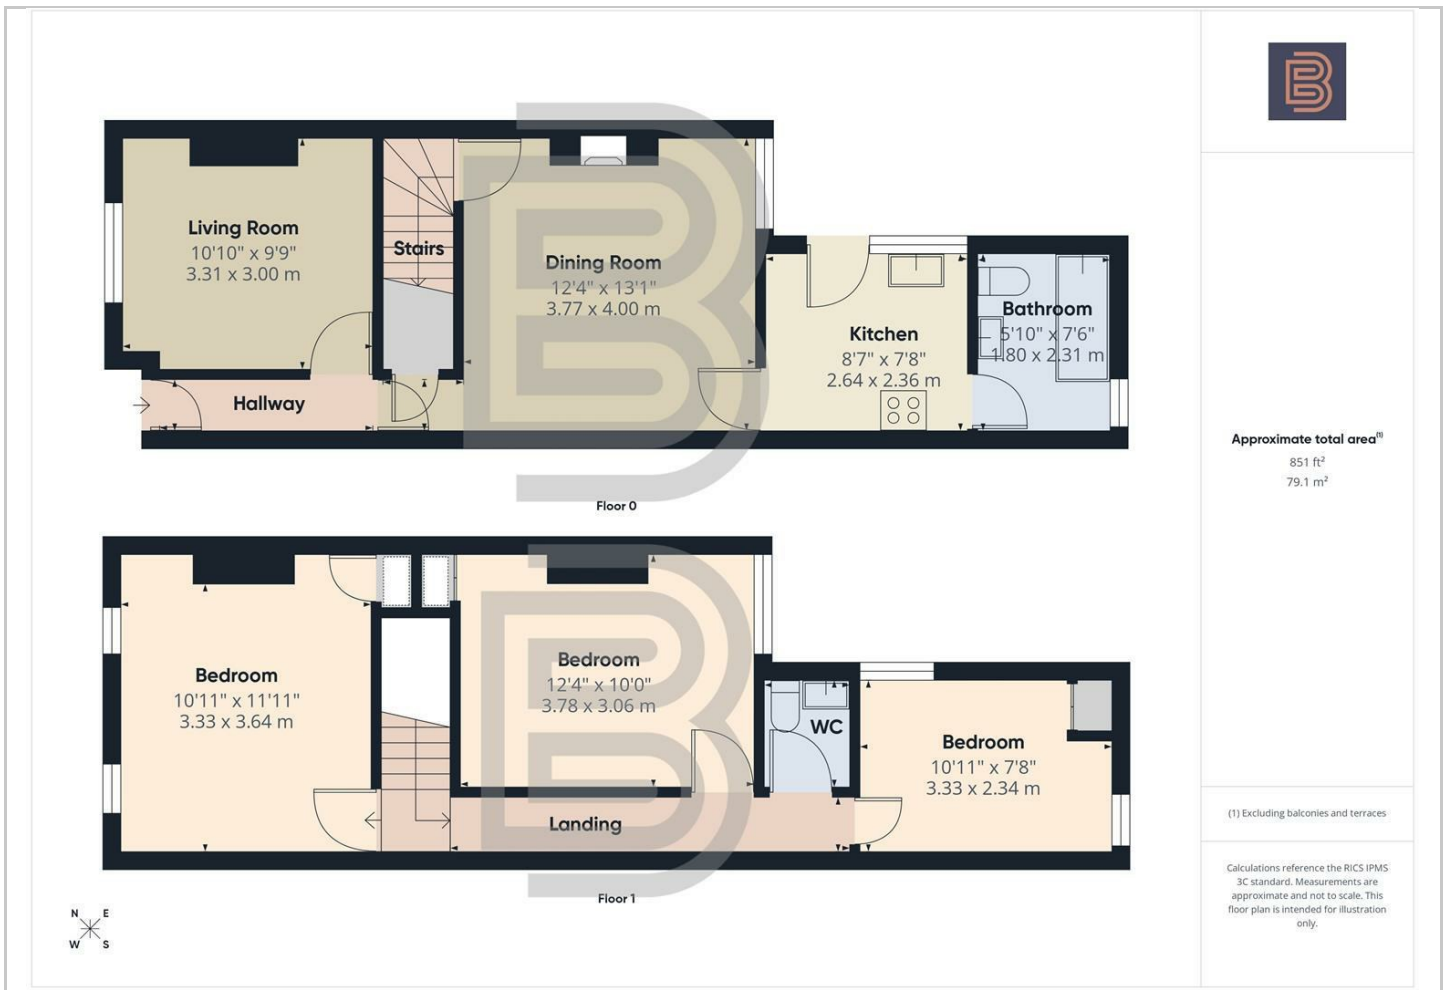 Living Room
10'10" x 9'9"
3.31 x 3.00 m
Stairs
Dining Room
12'4" x 13'1"
3.77 x 4.00 m
Kitchen
8'7" x 7'8"
2.64 x 2.36 m
Bathroom
5'10" x 7'6"
1.80 x 2.31 m
Hallway
Floor 0
Bedroom
10'11" x 11'11"
3.33 x 3.64 m
Bedroom
12'4" x 10'0"
3.78 x 3.06 m
WC
Bedroom
10'11" x 7'8"
3.33 x 2.34 m
Landing
Floor 1
N E
W S
B
Approximate total area(1)
851 ft²
79.1 m²
(1) Excluding balconies and terraces
Calculations reference the RICS IPMS
3C standard. Measurements are
approximate and not to scale. This
floor plan is intended for illustration
only.